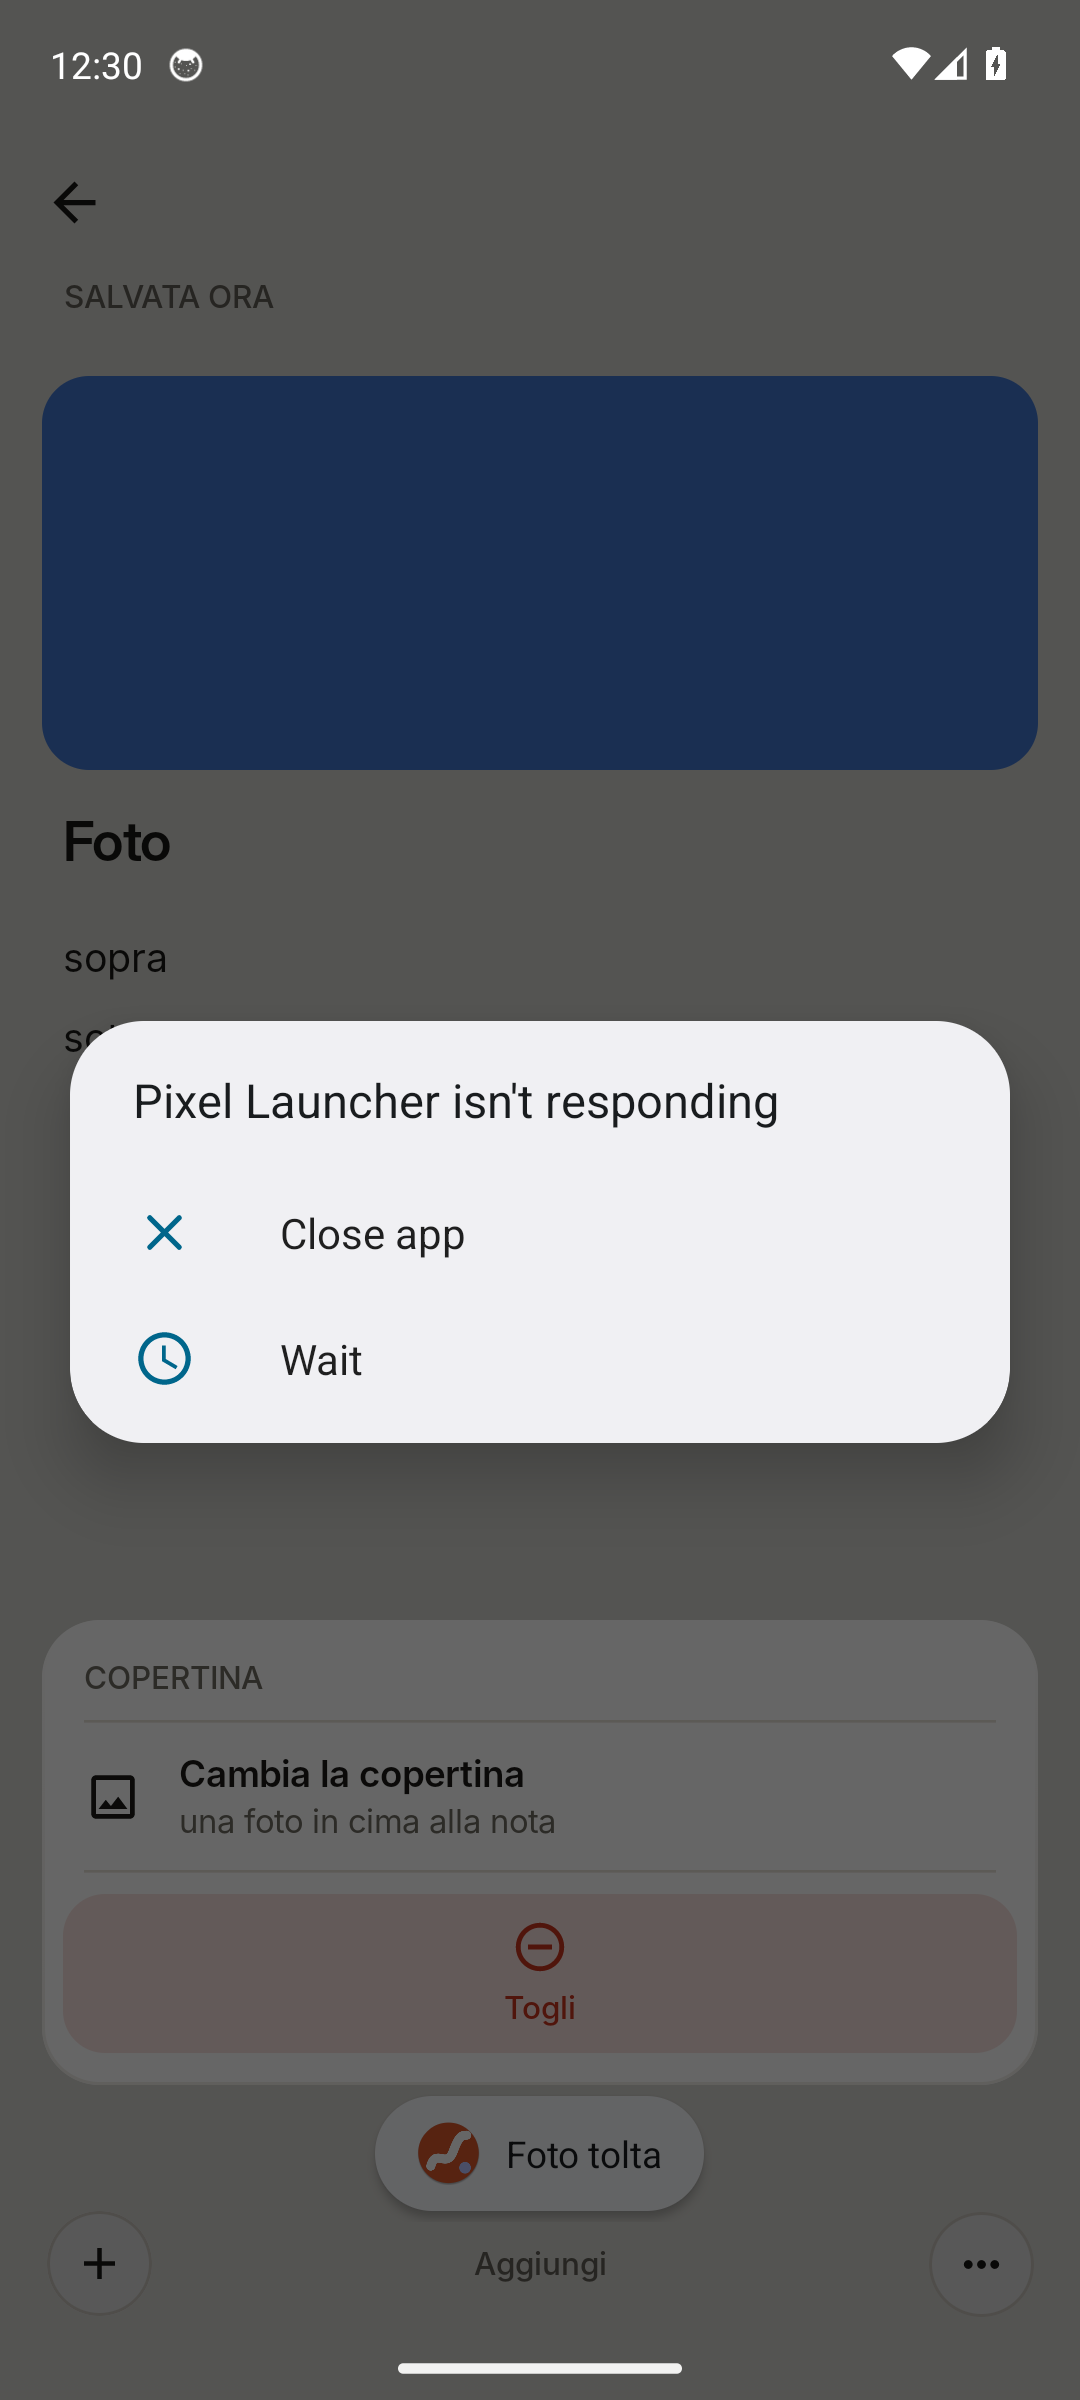 12:30
SALVATA ORA
Foto
sopra
Pixel Launcher isn't responding
Close app
Wait
COPERTINA
Cambia la copertina
una foto in cima alla nota
Togli
Foto tolta
Aggiungi